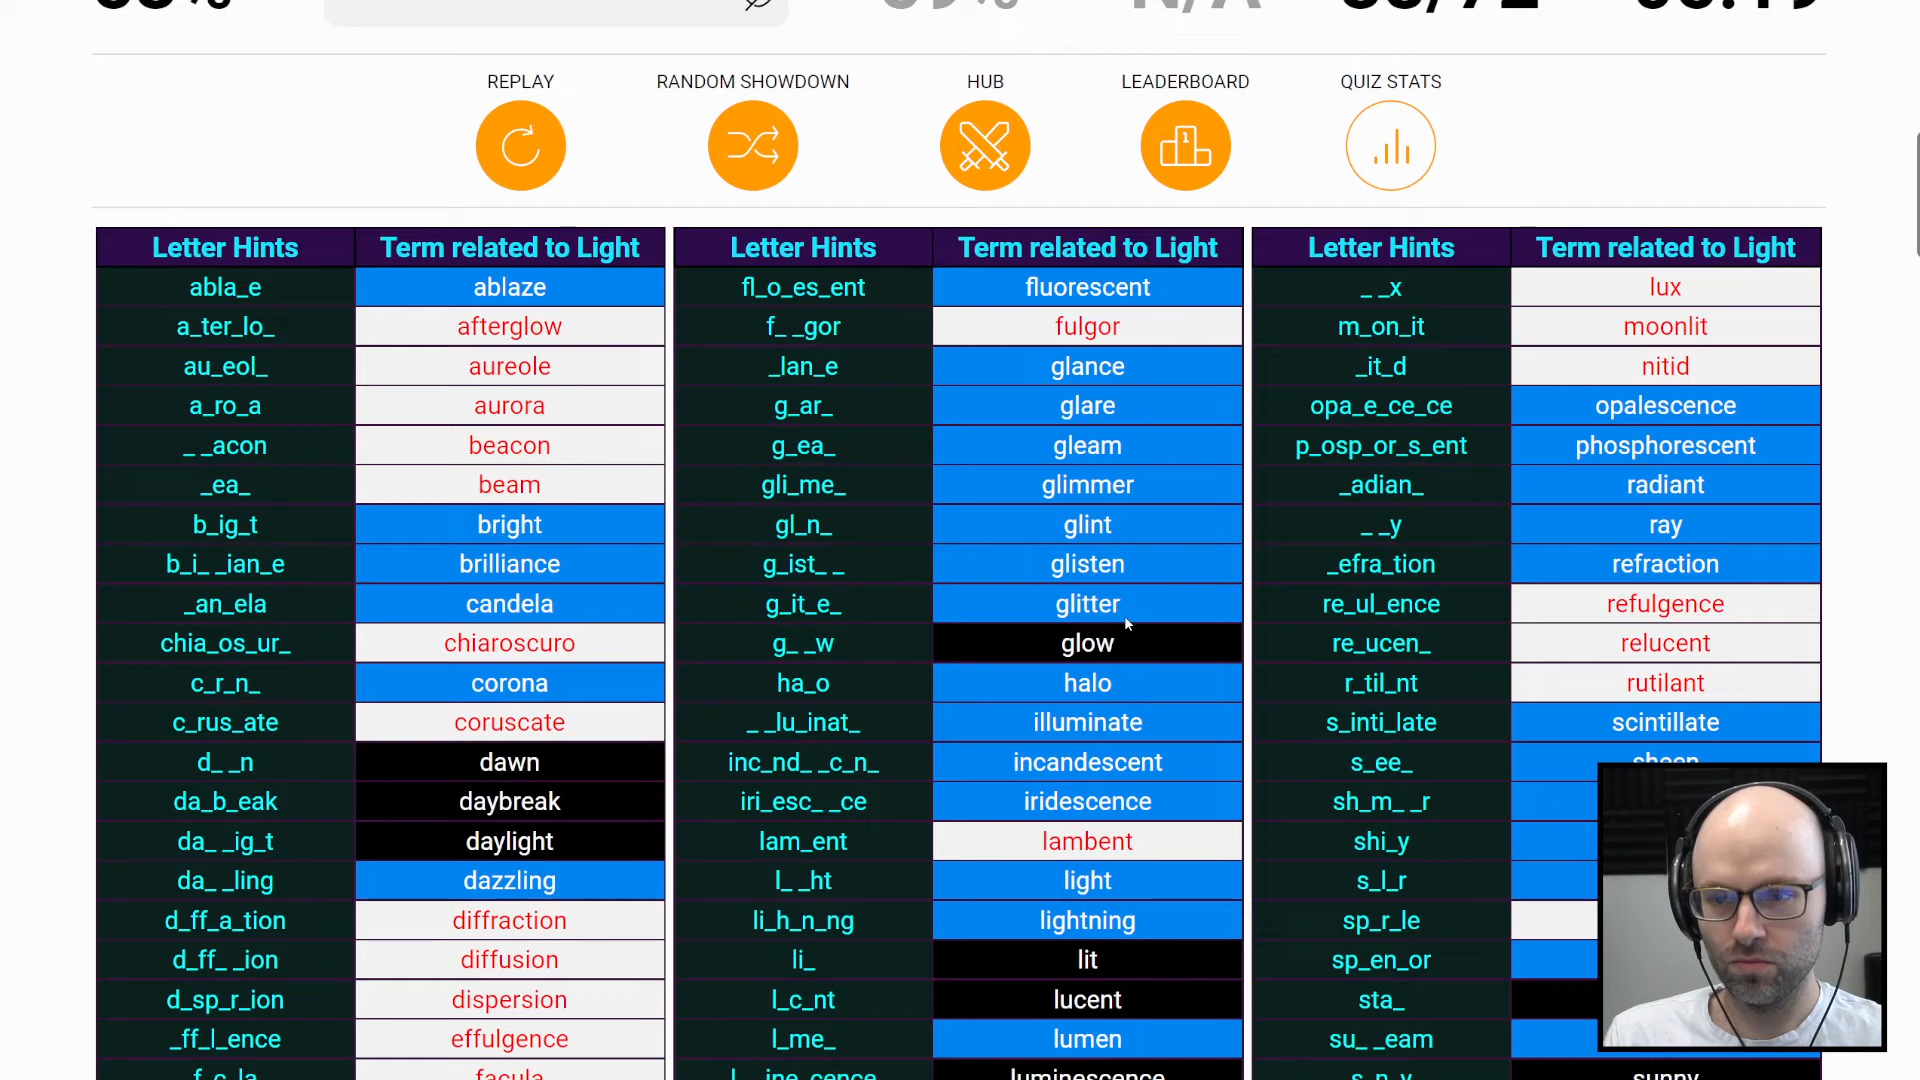 REPLAY
RANDOM SHOWDOWN
HUB
LEADERBOARD
QUIZ STATS
1
Letter Hints Term related to Light
abla_e ablaze
a_ter_lo_ afterglow
au_eol_ aureole
a_ro_a aurora
_ _acon beacon
_ea_ beam
b_ig_t bright
b_i_ _ian_e brilliance
_an_ela candela
chia_os_ur_ chiaroscuro
c_r_n_ corona
c_rus_ate coruscate
d_ _n dawn
da_b_eak daybreak
da_ _ig_t daylight
da_ _ling dazzling
d_ff_a_tion diffraction
d_ff_ _ion diffusion
d_sp_r_ion dispersion
_ff_l_ence effulgence
Letter Hints Term related to Light
fl_o_es_ent fluorescent
f_ _gor fulgor
_lan_e glance
g_ar_ glare
g_ea_ gleam
gli_me_ glimmer
gl_n_ glint
g_ist_ _ glisten
g_it_e_ glitter
g_ _w glow
ha_o halo
_ _lu_inat_ illuminate
inc_nd_ _c_n_ incandescent
iri_esc_ _ce iridescence
lam_ent lambent
l_ _ht light
li_h_n_ng lightning
li_ lit
l_c_nt lucent
l_me_ lumen
Letter Hints Term related to Light
_ _x lux
m_on_it moonlit
_it_d nitid
opa_e_ce_ce opalescence
p_osp_or_s_ent phosphorescent
_adian_ radiant
_ _y ray
_efra_tion refraction
re_ul_ence refulgence
re_ucen_ relucent
r_til_nt rutilant
s_inti_late scintillate
s_ee_ sheen
sh_m_ _r
shi_y
s_l_r
sp_r_le
sp_en_or
sta_
su_ _eam